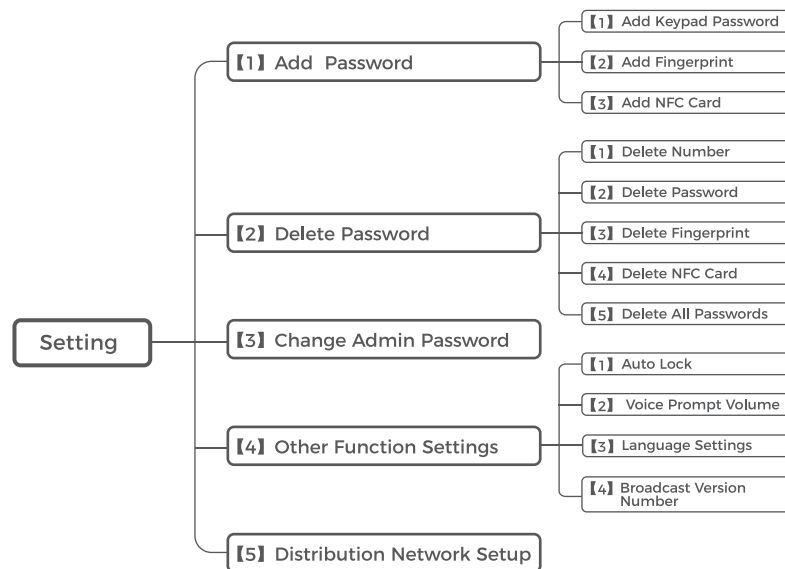 Setting
【1】Add Password
【1】Add Keypad Password
【2】Add Fingerprint
【3】Add NFC Card
【2】Delete Password
【1】Delete Number
【2】Delete Password
【3】Delete Fingerprint
【4】Delete NFC Card
【5】Delete All Passwords
【3】Change Admin Password
【4】Other Function Settings
【1】Auto Lock
【2】Voice Prompt Volume
【3】Language Settings
【4】Broadcast Version
Number
【5】Distribution Network Setup